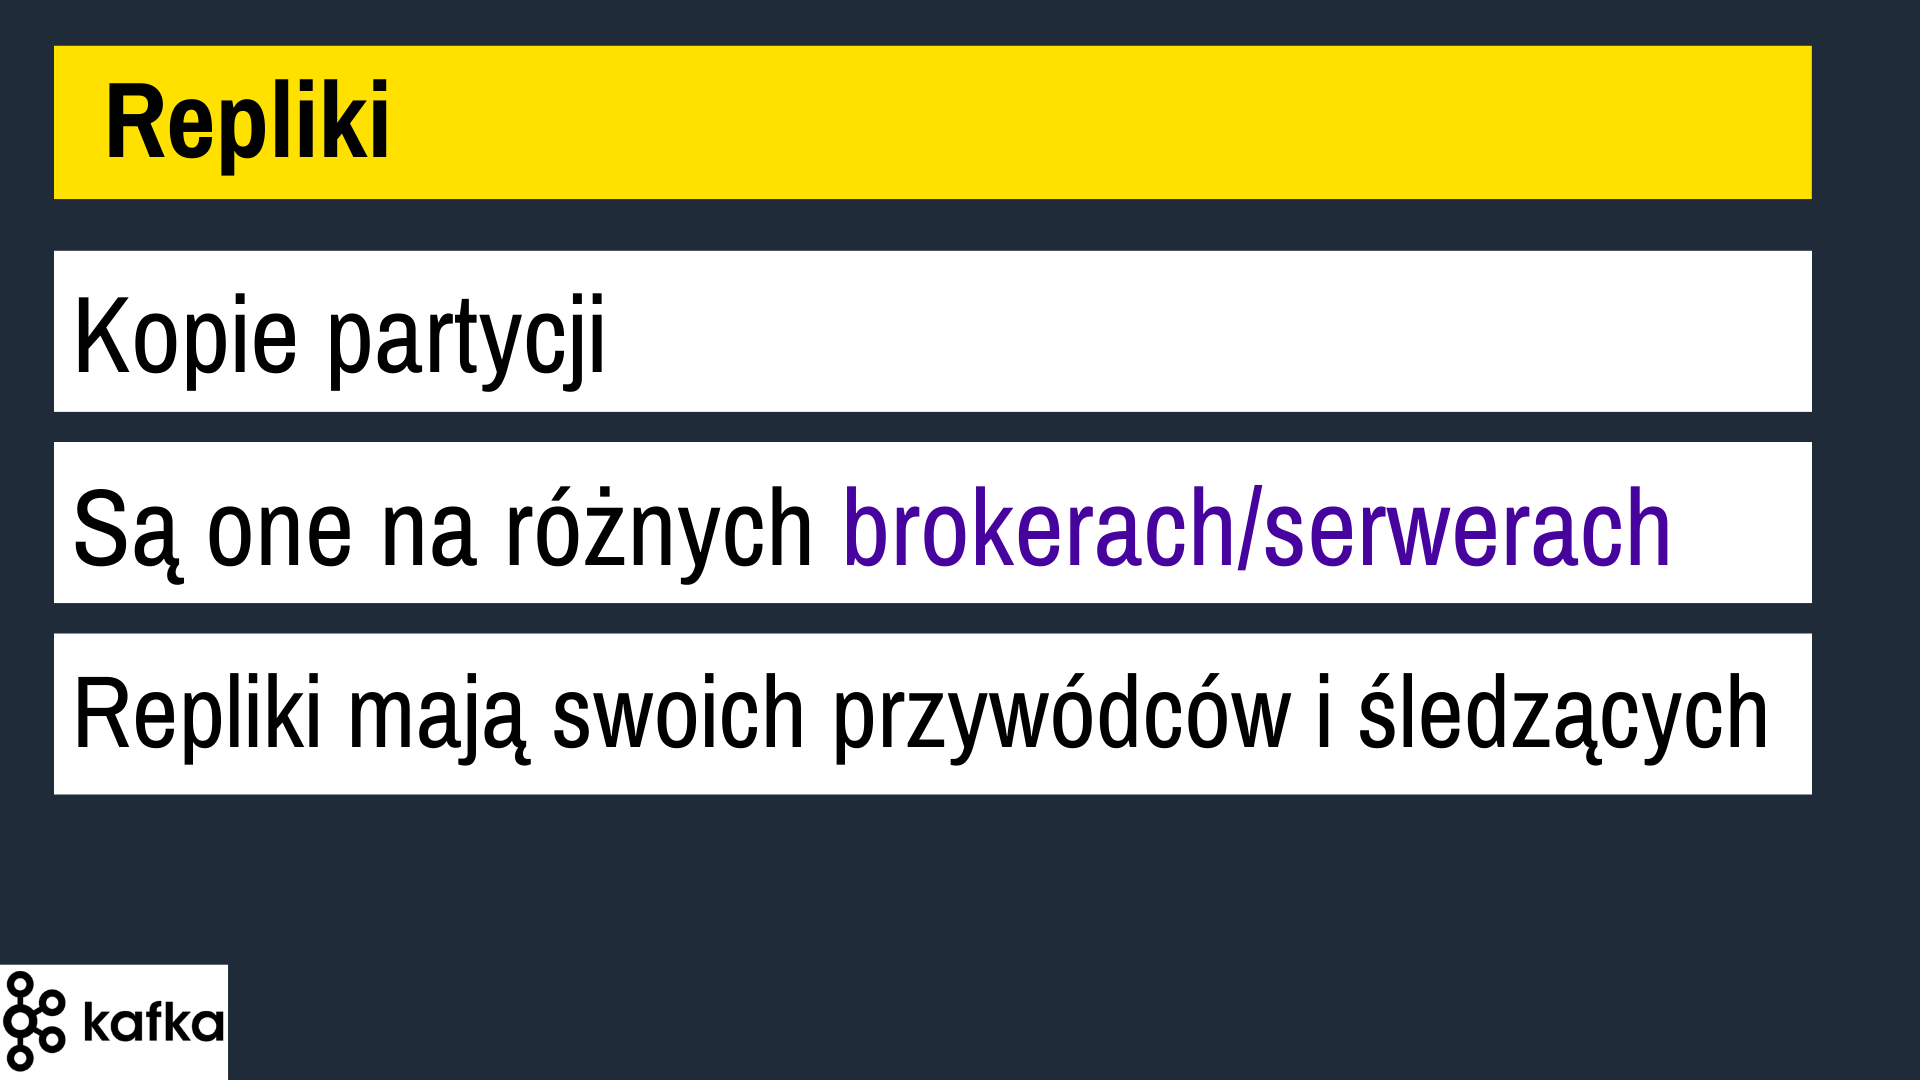 Repliki
Kopie partycji
Są one na różnych brokerach/serwerach
Repliki mają swoich przywódców i śledzących
kafka